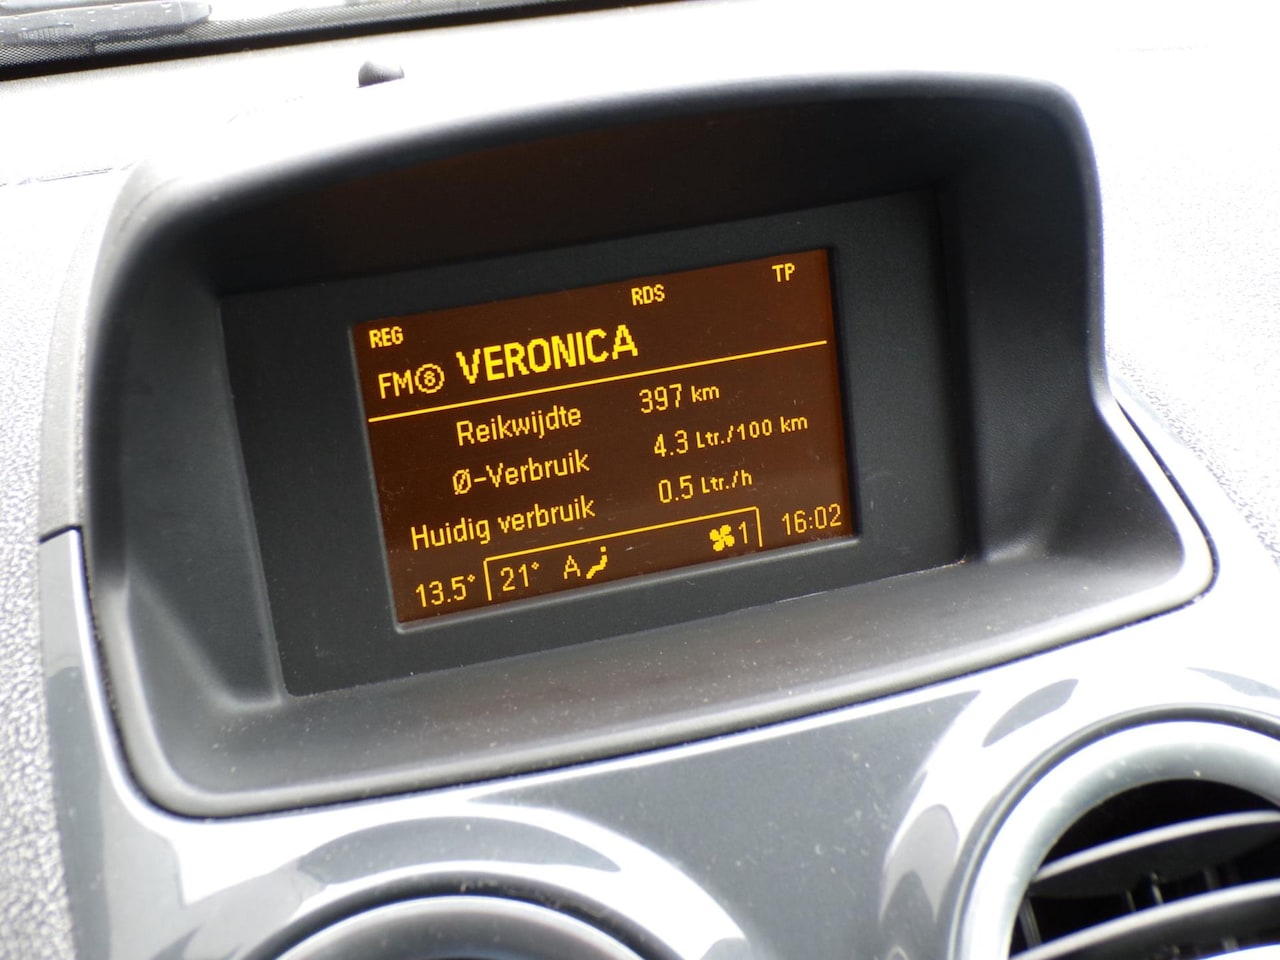 REG RDS TP
FM8 VERONICA
Reikwijdte 397 km
Ø-Verbruik 4.3 Ltr./100 km
Huidig verbruik 0.5 Ltr./h
13.5° 21° A 1 16:02